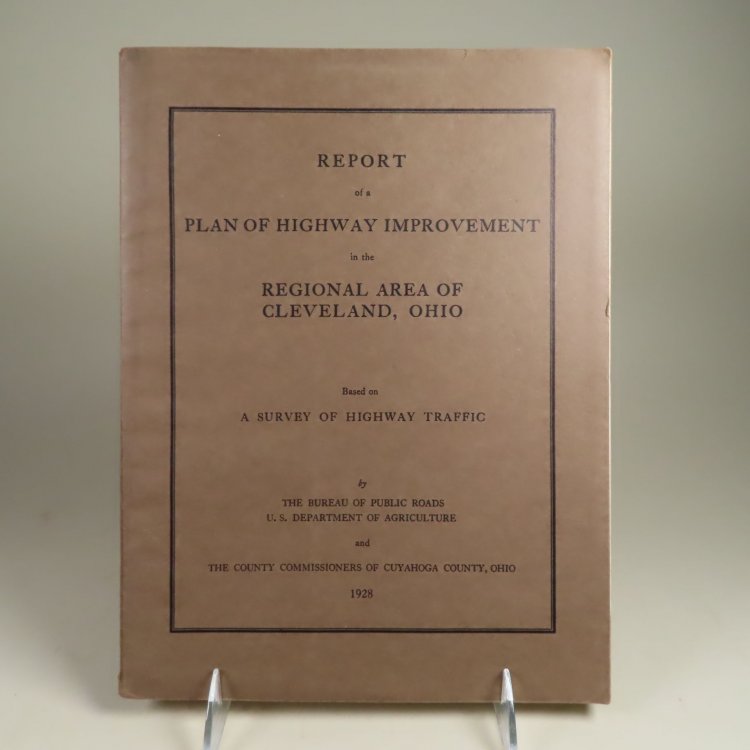 REPORT
of a
PLAN OF HIGHWAY IMPROVEMENT
in the
REGIONAL AREA OF
CLEVELAND, OHIO
Based on
A SURVEY OF HIGHWAY TRAFFIC
by
THE BUREAU OF PUBLIC ROADS
U. S. DEPARTMENT OF AGRICULTURE
and
THE COUNTY COMMISSIONERS OF CUYAHOGA COUNTY, OHIO
1928